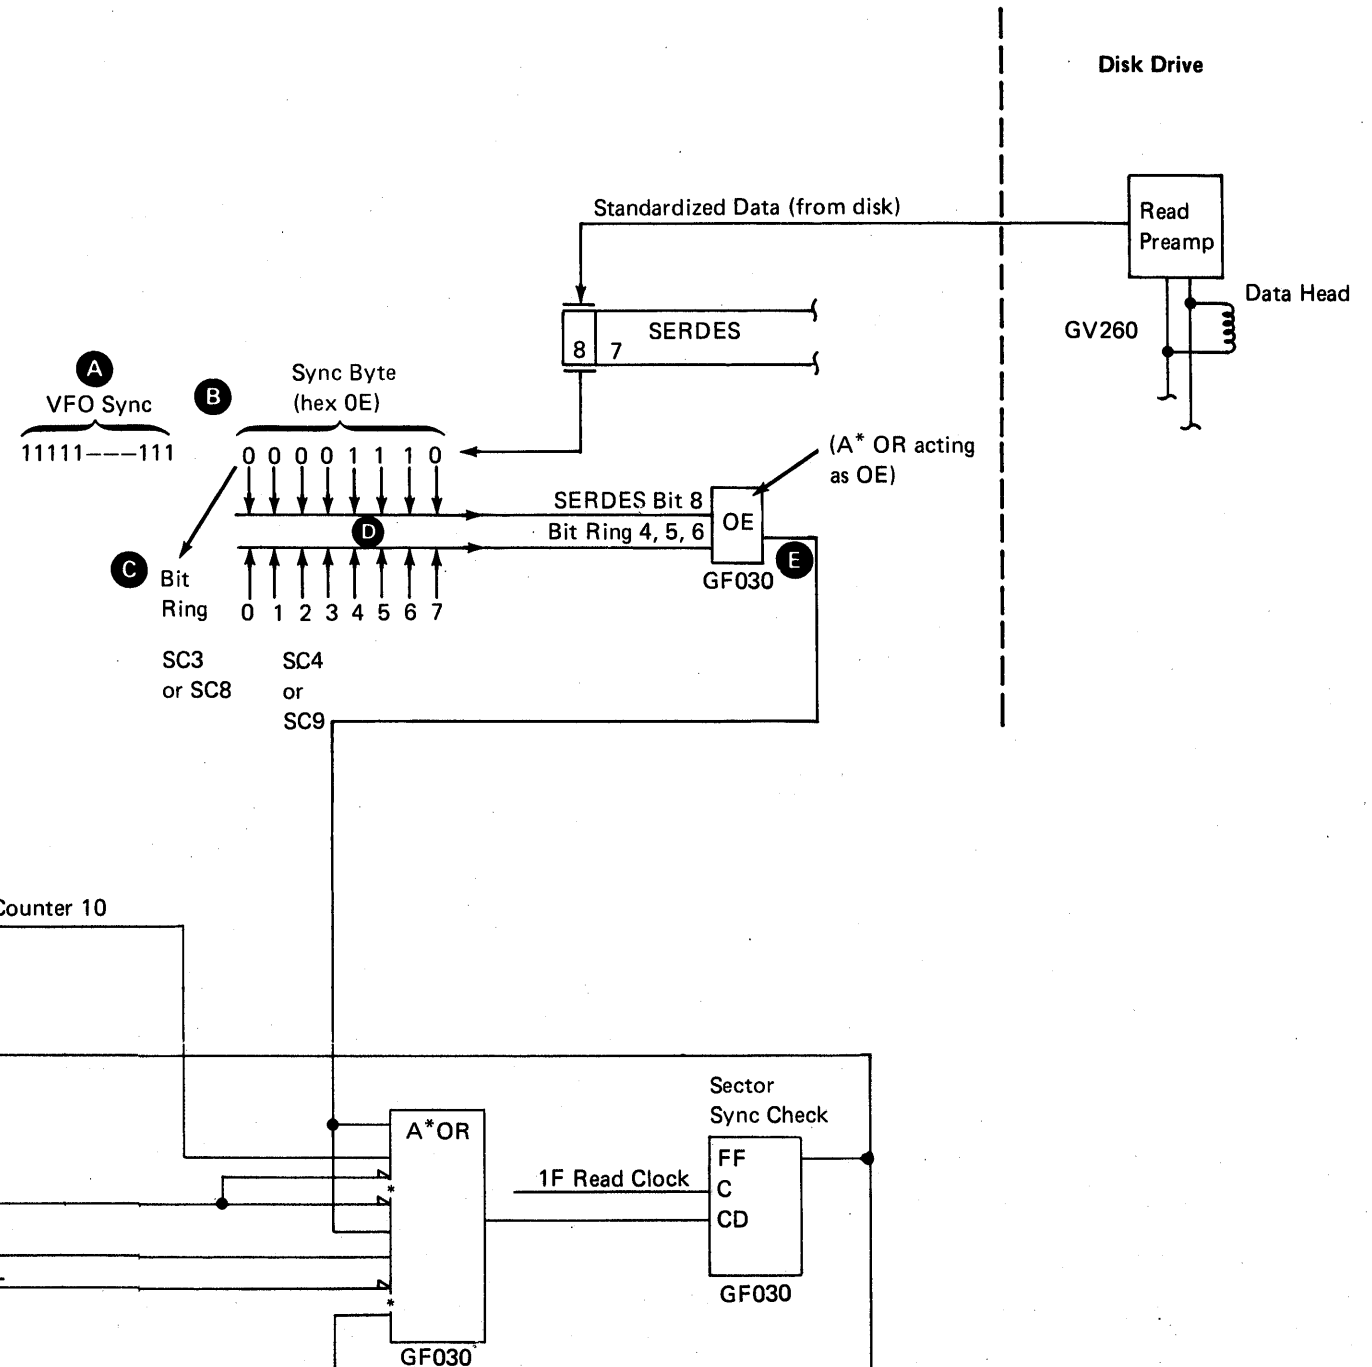 Disk Drive
Standardized Data (from disk)
Read
Preamp
Data Head
GV260
SERDES
8 7
A
VFO Sync
11111———111
B
Sync Byte
(hex 0E)
0 0 0 0 1 1 1 0
(A* OR acting
as OE)
SERDES Bit 8
D
Bit Ring 4, 5, 6
OE
E
GF030
C
Bit
Ring
0 1 2 3 4 5 6 7
SC3
or SC8
SC4
or
SC9
Counter 10
Sector
Sync Check
A*OR
FF
1F Read Clock
C
*
CD
GF030
*
GF030